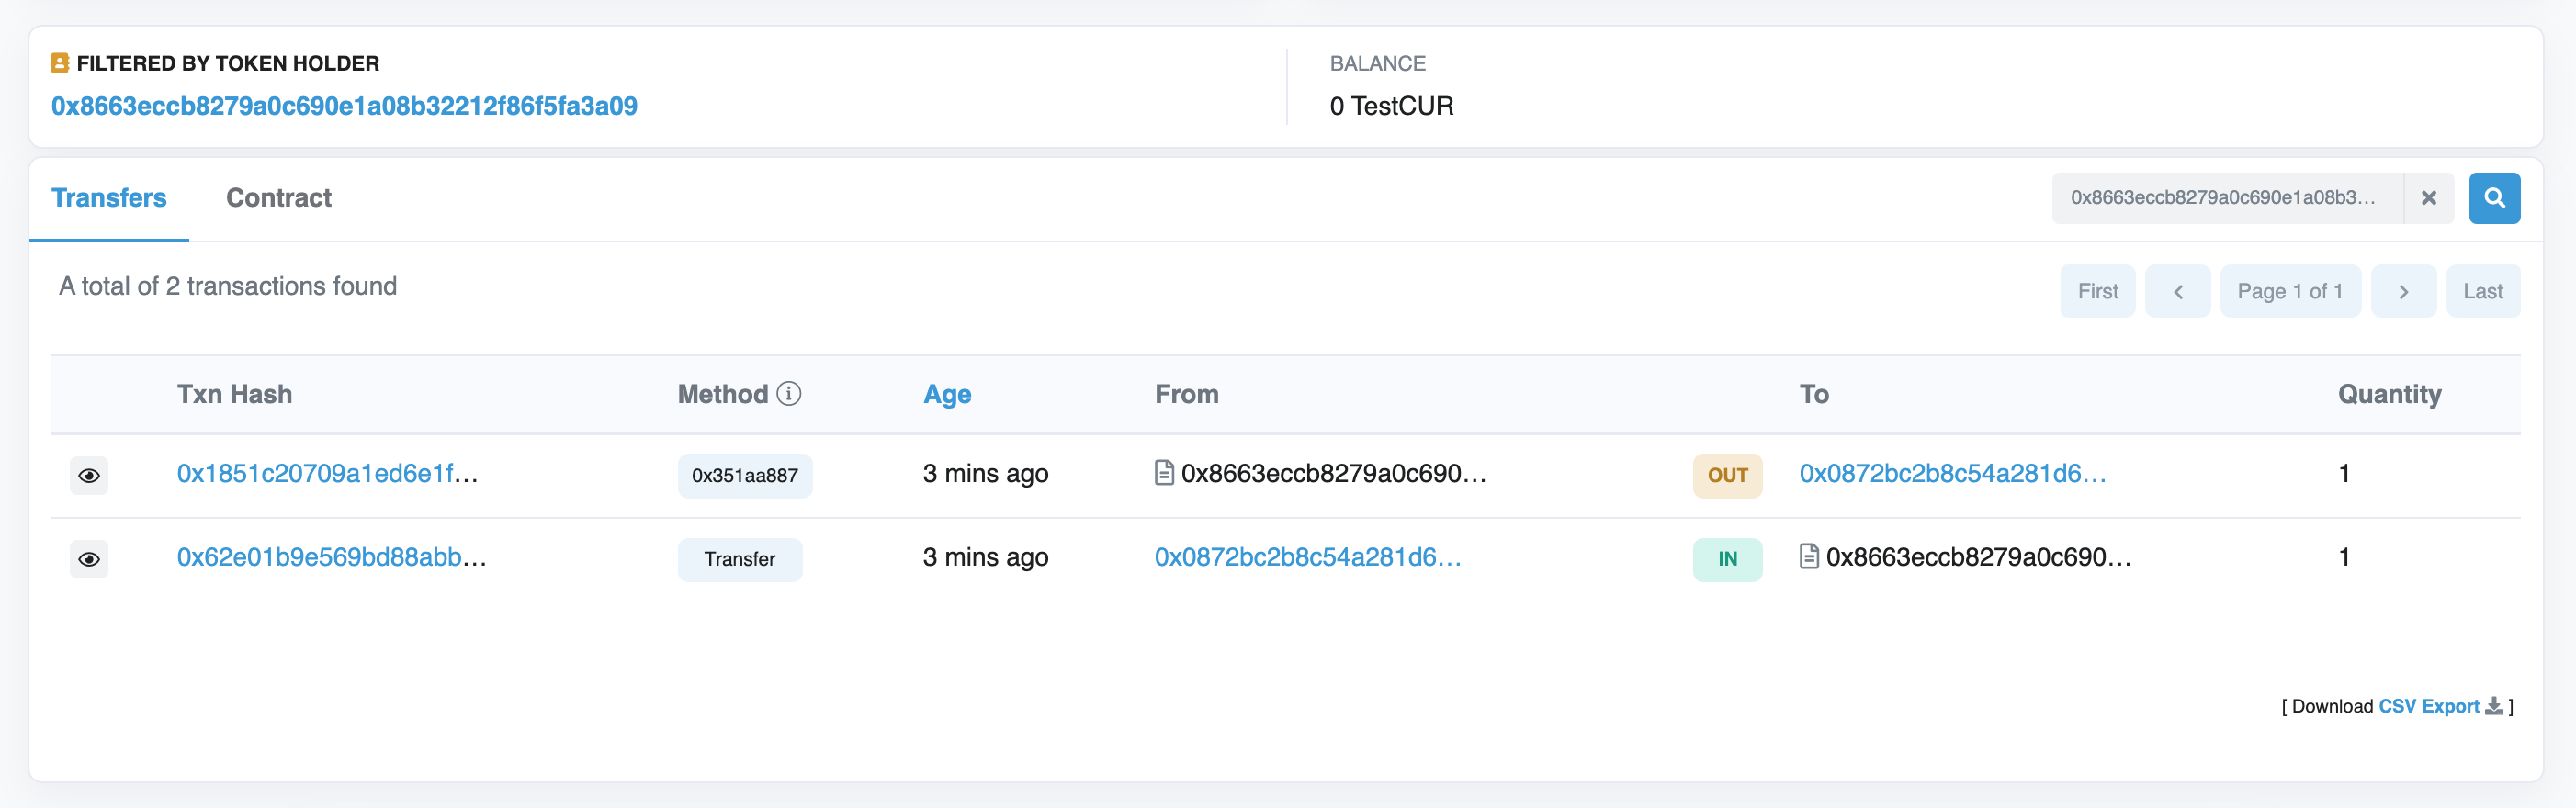 FILTERED BY TOKEN HOLDER
0x8663eccb8279a0c690e1a08b32212f86f5fa3a09
BALANCE
0 TestCUR
Transfers Contract 0x8663eccb8279a0c690e1a08b3...
A total of 2 transactions found
First Page 1 of 1 Last
Txn Hash Method Age From To Quantity
0x1851c20709a1ed6e1f... 0x351aa887 3 mins ago 0x8663eccb8279a0c690... OUT 0x0872bc2b8c54a281d6... 1
0x62e01b9e569bd88abb... Transfer 3 mins ago 0x0872bc2b8c54a281d6... IN 0x8663eccb8279a0c690... 1
[ Download CSV Export ]